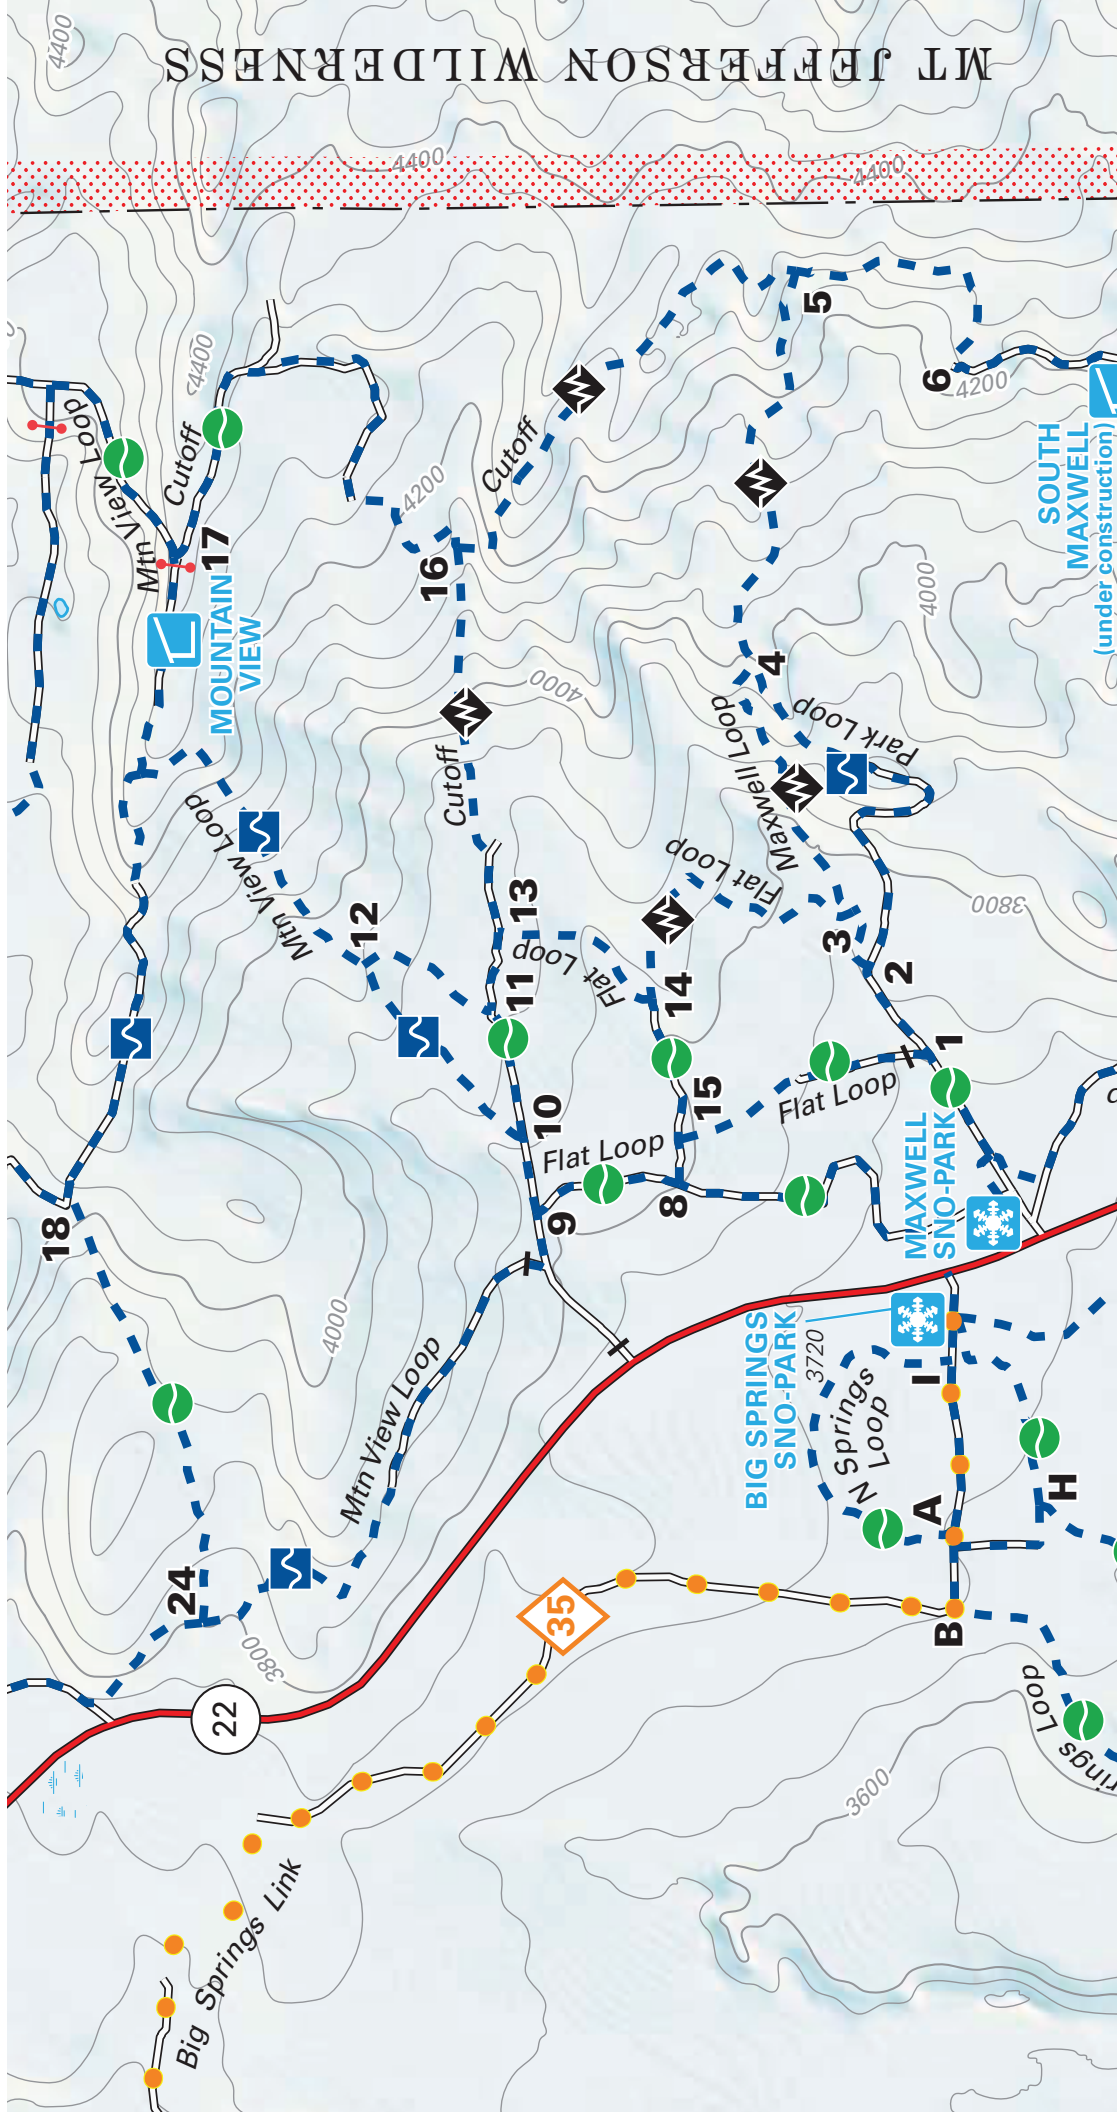 MT JEFFERSON WILDERNESS
4400
4400
4400
4400
Mtn View Loop
Cutoff
17
MOUNTAIN
VIEW
4200
16
Cutoff
5
6
4200
SOUTH
MAXWELL
(under construction)
4000
4000
4
Park Loop
Maxwell Loop
Cutoff
Flat Loop
Mtn View Loop
12
13
11
Flat Loop
14
3
2
3800
1
10
15
Flat Loop
Flat Loop
9
8
MAXWELL
SNO-PARK
18
4000
Mtn View Loop
BIG SPRINGS
SNO-PARK
3720
N Springs
Loop
I
A
H
B
24
3800
35
22
Loop
rings
3600
Big Springs Link